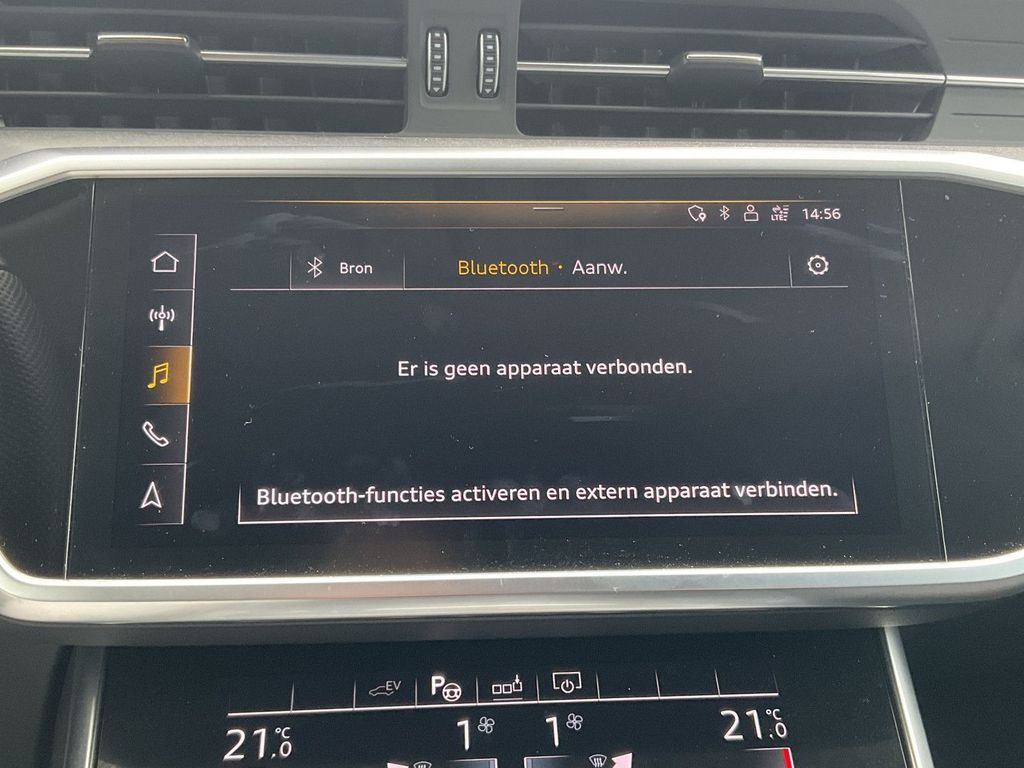 LTE 14:56
Bron Bluetooth · Aanw.
Er is geen apparaat verbonden.
Bluetooth-functies activeren en extern apparaat verbinden.
EV P
21.0 °C 1 1 21.0 °C